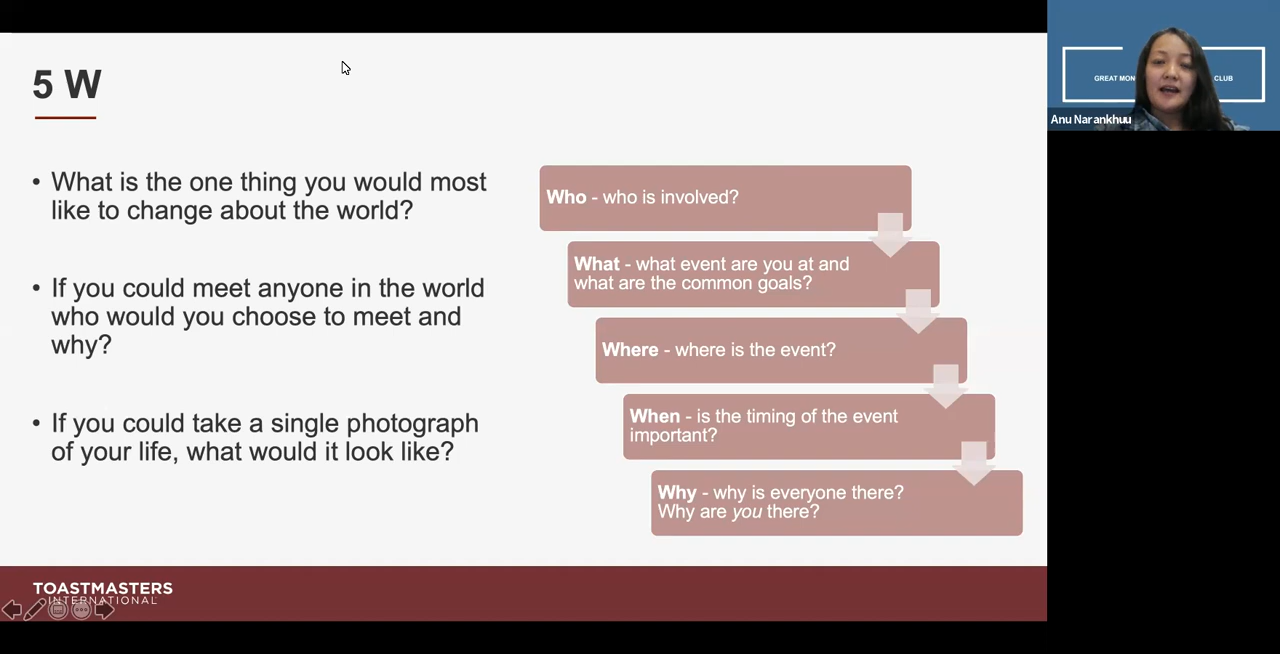 5 W
• What is the one thing you would most
like to change about the world?
• If you could meet anyone in the world
who would you choose to meet and
why?
• If you could take a single photograph
of your life, what would it look like?
Who - who is involved?
What - what event are you at and
what are the common goals?
Where - where is the event?
When - is the timing of the event
important?
Why - why is everyone there?
Why are you there?
TOASTMASTERS
INTERNATIONAL
GREAT MON
CLUB
Anu Narankhuu